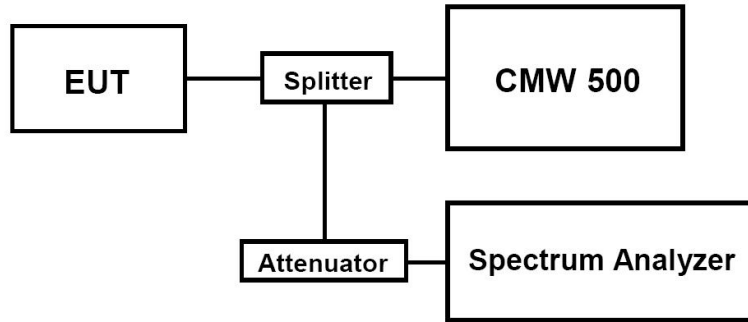 EUT
Splitter
CMW 500
Attenuator
Spectrum Analyzer